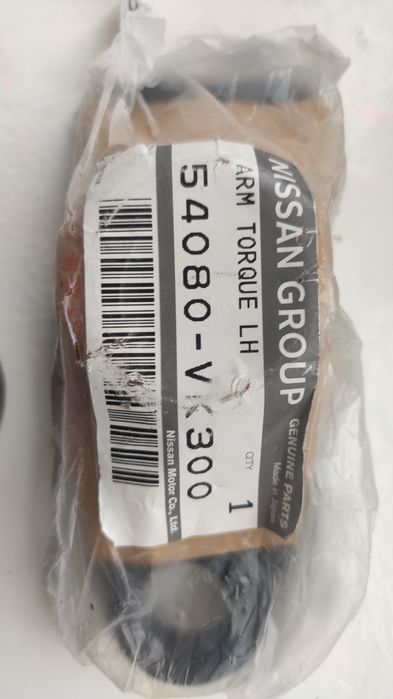 NISSAN GROUP GENUINE PARTS
Made in Japan
ARM TORQUE LH
QTY 1
54080-VK300
Nissan Motor Co., Ltd.